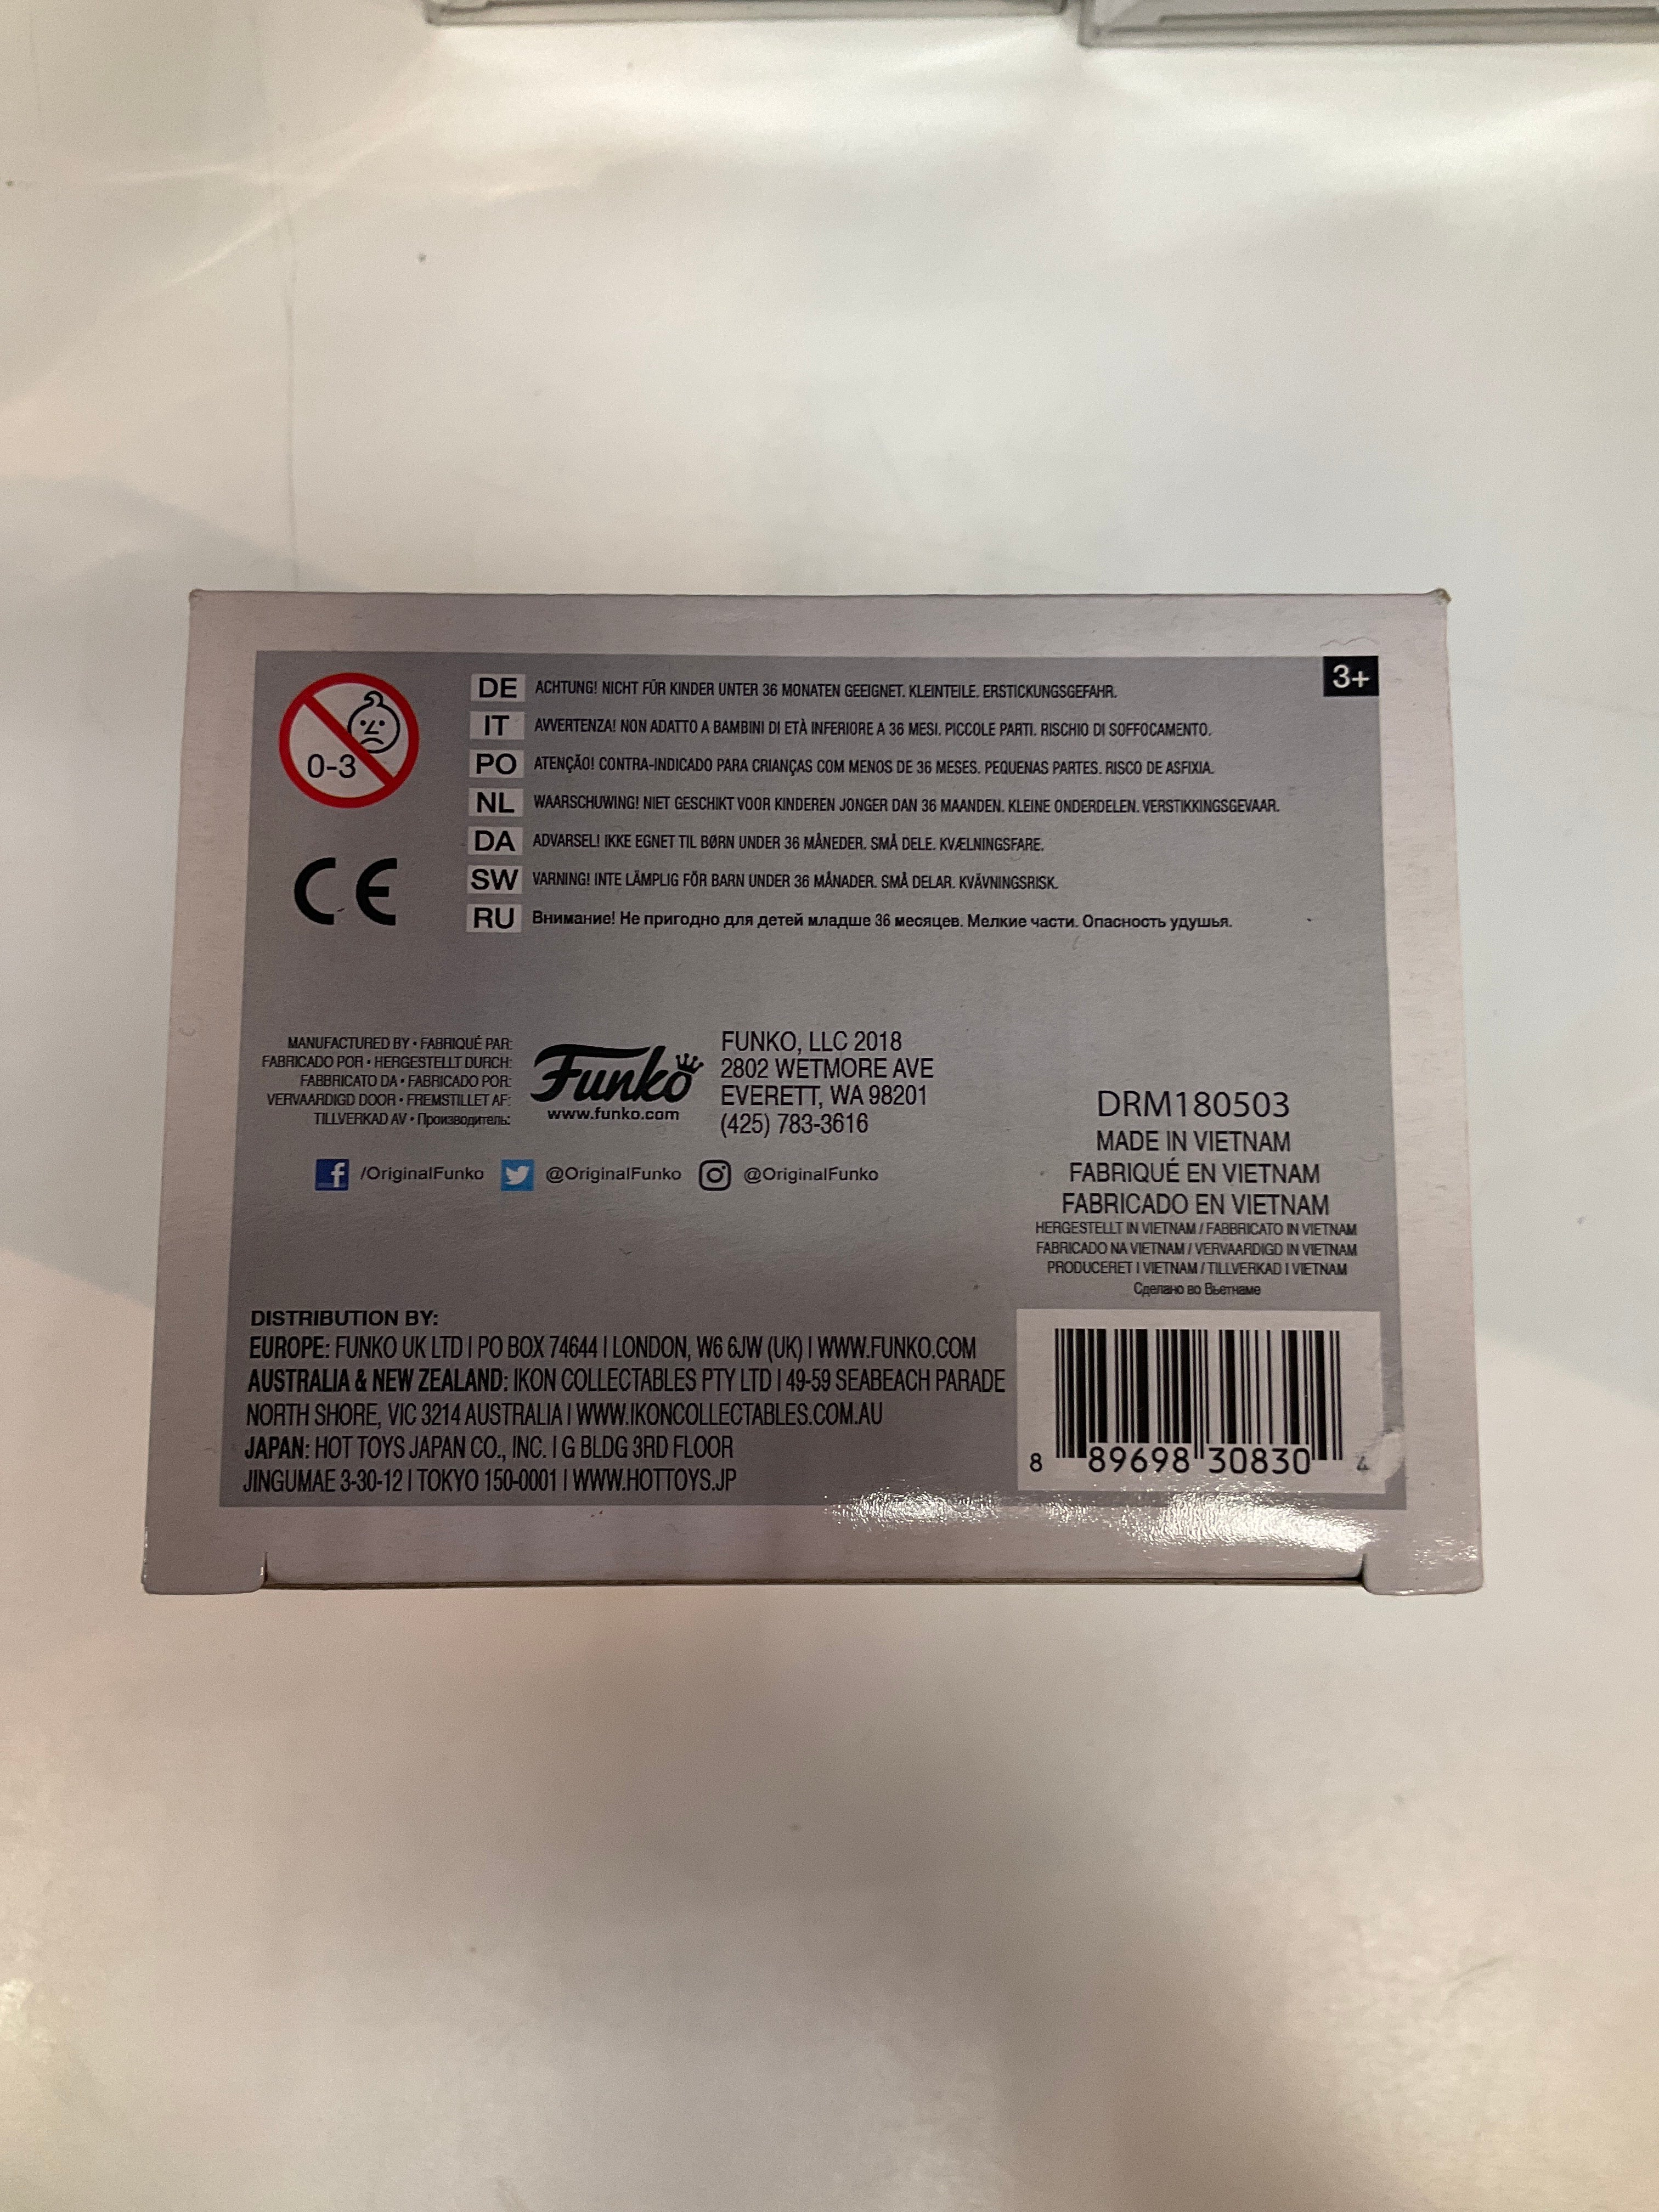 0-3
CE
DE ACHTUNG! NICHT FÜR KINDER UNTER 36 MONATEN GEEIGNET. KLEINTEILE. ERSTICKUNGSGEFAHR.
3+
IT AVVERTENZA! NON ADATTO A BAMBINI DI ETÀ INFERIORE A 36 MESI. PICCOLE PARTI. RISCHIO DI SOFFOCAMENTO.
PO ATENÇÃO! CONTRA-INDICADO PARA CRIANÇAS COM MENOS DE 36 MESES. PEQUENAS PARTES. RISCO DE ASFIXIA.
NL WAARSCHUWING! NIET GESCHIKT VOOR KINDEREN JONGER DAN 36 MAANDEN. KLEINE ONDERDELEN. VERSTIKKINGSGEVAAR.
DA ADVARSEL! IKKE EGNET TIL BØRN UNDER 36 MÅNEDER. SMÅ DELE. KVÆLNINGSFARE.
SW VARNING! INTE LÄMPLIG FÖR BARN UNDER 36 MÅNADER. SMÅ DELAR. KVÄVNINGSRISK.
RU Внимание! Не пригодно для детей младше 36 месяцев. Мелкие части. Опасность удушья.
MANUFACTURED BY • FABRIQUÉ PAR:
FABRICADO POR • HERGESTELLT DURCH:
FABBRICATO DA • FABRICADO POR:
VERVAARDIGD DOOR • FREMSTILLET AF:
TILLVERKAD AV • Производитель:
Funko
www.funko.com
FUNKO, LLC 2018
2802 WETMORE AVE
EVERETT, WA 98201
(425) 783-3616
/OriginalFunko @OriginalFunko @OriginalFunko
DRM180503
MADE IN VIETNAM
FABRIQUÉ EN VIETNAM
FABRICADO EN VIETNAM
HERGESTELLT IN VIETNAM / FABBRICATO IN VIETNAM
FABRICADO NA VIETNAM / VERVAARDIGD IN VIETNAM
PRODUCERET I VIETNAM / TILLVERKAD I VIETNAM
Сделано во Вьетнаме
DISTRIBUTION BY:
EUROPE: FUNKO UK LTD | PO BOX 74644 | LONDON, W6 6JW (UK) | WWW.FUNKO.COM
AUSTRALIA & NEW ZEALAND: IKON COLLECTABLES PTY LTD | 49-59 SEABEACH PARADE
NORTH SHORE, VIC 3214 AUSTRALIA | WWW.IKONCOLLECTABLES.COM.AU
JAPAN: HOT TOYS JAPAN CO., INC. | G BLDG 3RD FLOOR
JINGUMAE 3-30-12 | TOKYO 150-0001 | WWW.HOTTOYS.JP
8 89698 30830 4